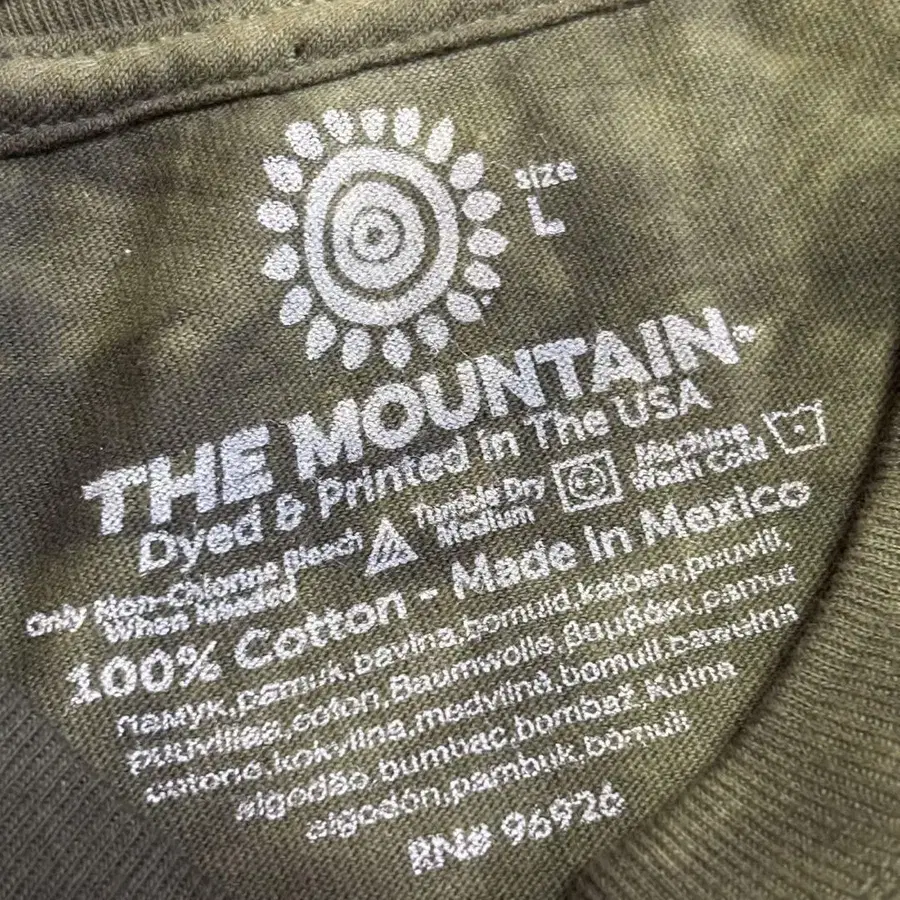 Size
L
THE MOUNTAIN®
Dyed & Printed in The USA
Only Non-Chlorine Bleach When Needed
Tumble Dry Medium
Machine Wash Cold
100% Cotton - Made In Mexico
памук,pamuk,bavlna,bomuld,katoen,puuvill,
puuvillaa,coton,Baumwolle,βαμβάκι,pamut
cotone,kokvilna,medvilnė,bomull,bawełna
algodão,bumbac,bombaž,Kutna
algodón,pambuk,bómull
RN# 96926